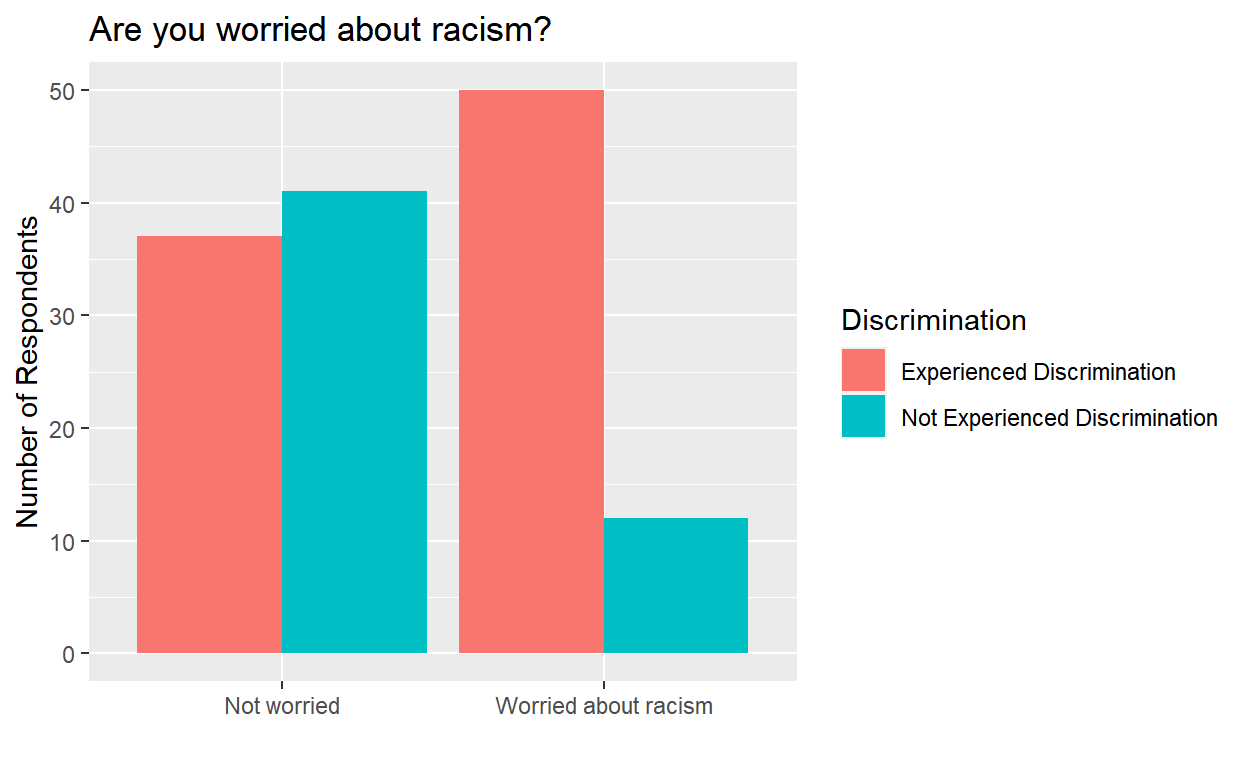 Are you worried about racism?
50
40
30
20
10
0
Number of Respondents
Not worried
Worried about racism
Discrimination
Experienced Discrimination
Not Experienced Discrimination